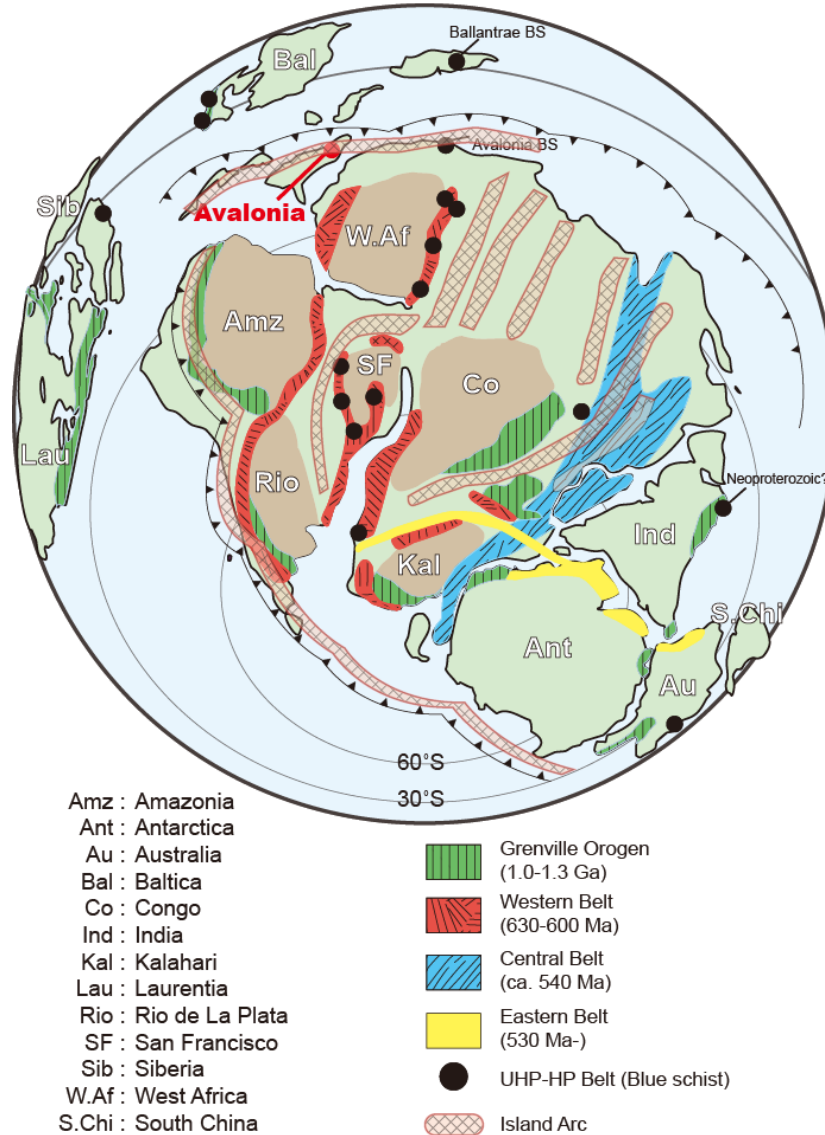 Ballantrae BS
Bal
Avalonia BS
Sib
Avalonia
W.Af
Amz
SF
Co
Lau
Rio
Neoproterozoic?
Ind
Kal
S.Chi
Ant
Au
60°S
30°S
Amz : Amazonia
Ant : Antarctica
Au : Australia
Bal : Baltica
Co : Congo
Ind : India
Kal : Kalahari
Lau : Laurentia
Rio : Rio de La Plata
SF : San Francisco
Sib : Siberia
W.Af : West Africa
S.Chi : South China
Grenville Orogen
(1.0-1.3 Ga)
Western Belt
(630-600 Ma)
Central Belt
(ca. 540 Ma)
Eastern Belt
(530 Ma-)
UHP-HP Belt (Blue schist)
Island Arc